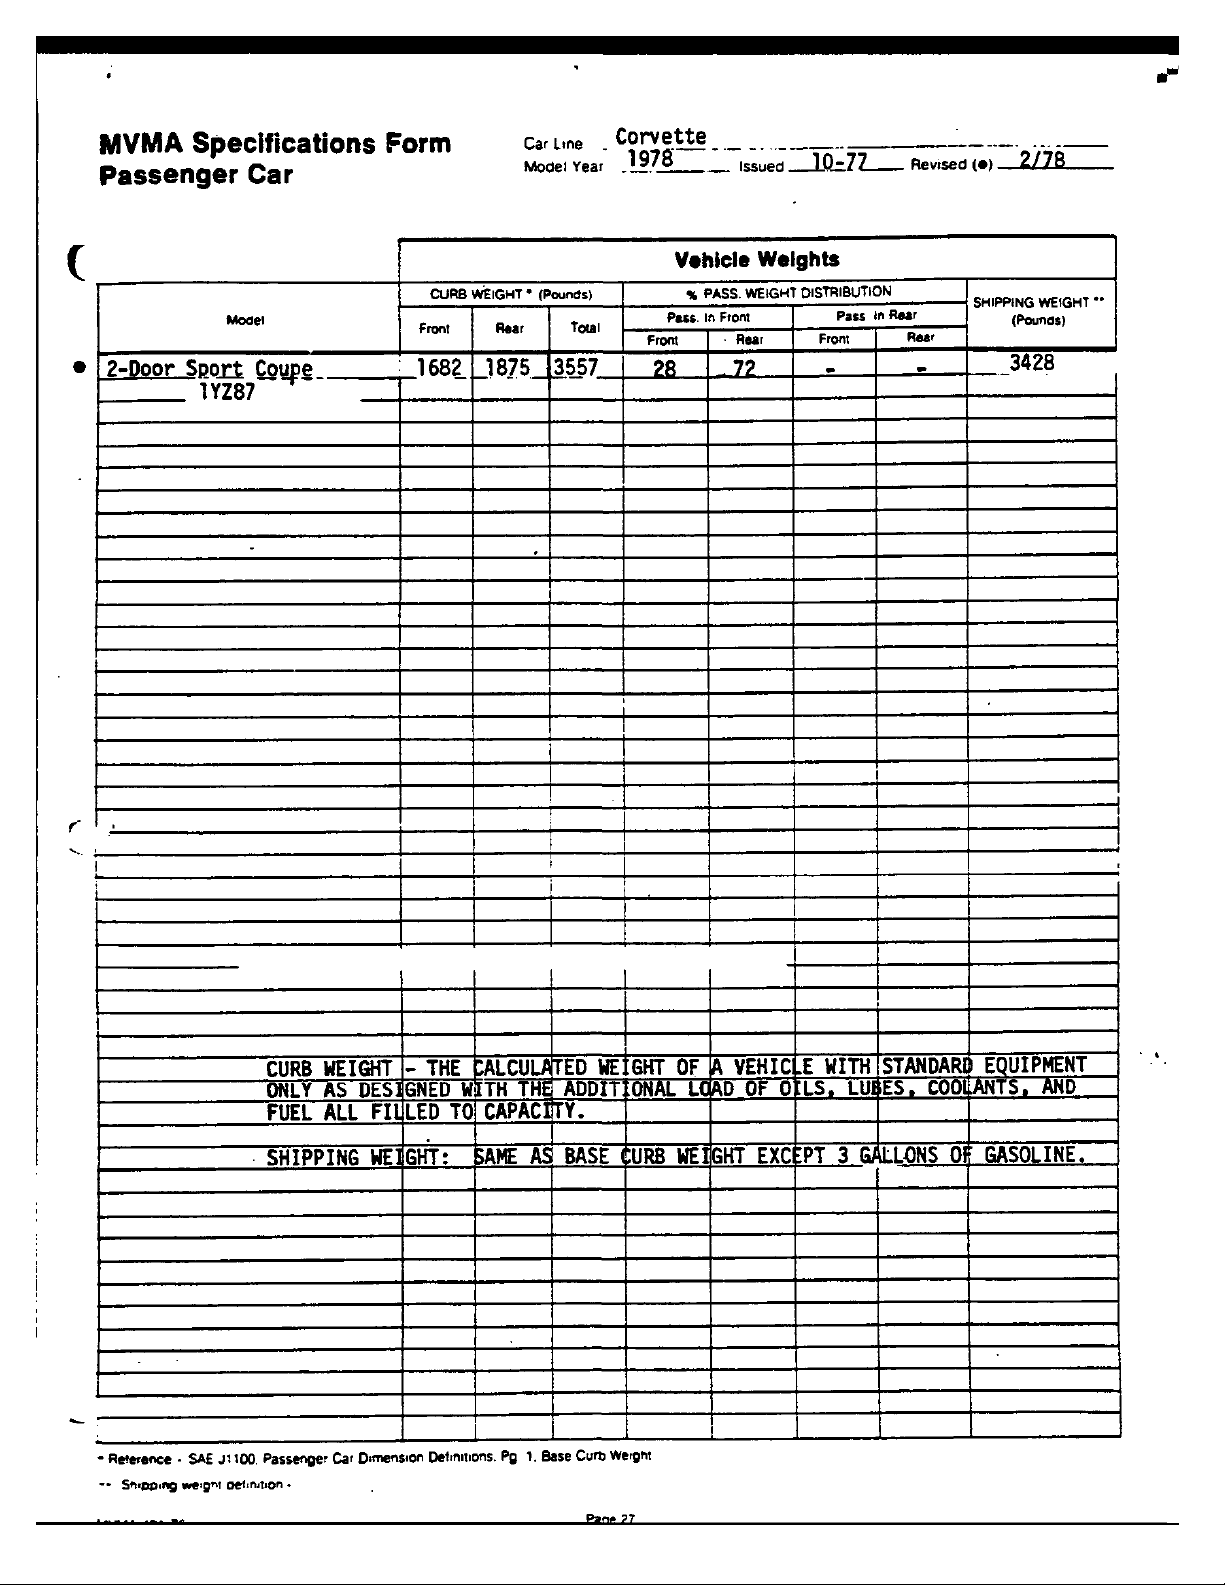 MVMA Specifications Form
Passenger Car
Car Line Corvette
Model Year 1978 Issued 10-77 Revised (●) 2/78
Vehicle Weights
Model
CURB WEIGHT * (Pounds)
% PASS. WEIGHT DISTRIBUTION
SHIPPING WEIGHT **
(Pounds)
Front Rear Total
Pass. In Front Pass in Rear
Front Rear Front Rear
● 2-Door Sport Coupe 1682 1875 3557 28 72 - - 3428
1YZ87
CURB WEIGHT - THE CALCULATED WEIGHT OF A VEHICLE WITH STANDARD EQUIPMENT
ONLY AS DESIGNED WITH THE ADDITIONAL LOAD OF OILS, LUBES, COOLANTS, AND
FUEL ALL FILLED TO CAPACITY.
SHIPPING WEIGHT: SAME AS BASE CURB WEIGHT EXCEPT 3 GALLONS OF GASOLINE.
* Reference - SAE J1100. Passenger Car Dimension Definitions. Pg 1. Base Curb Weight
** Shipping weight definition -
Page 27